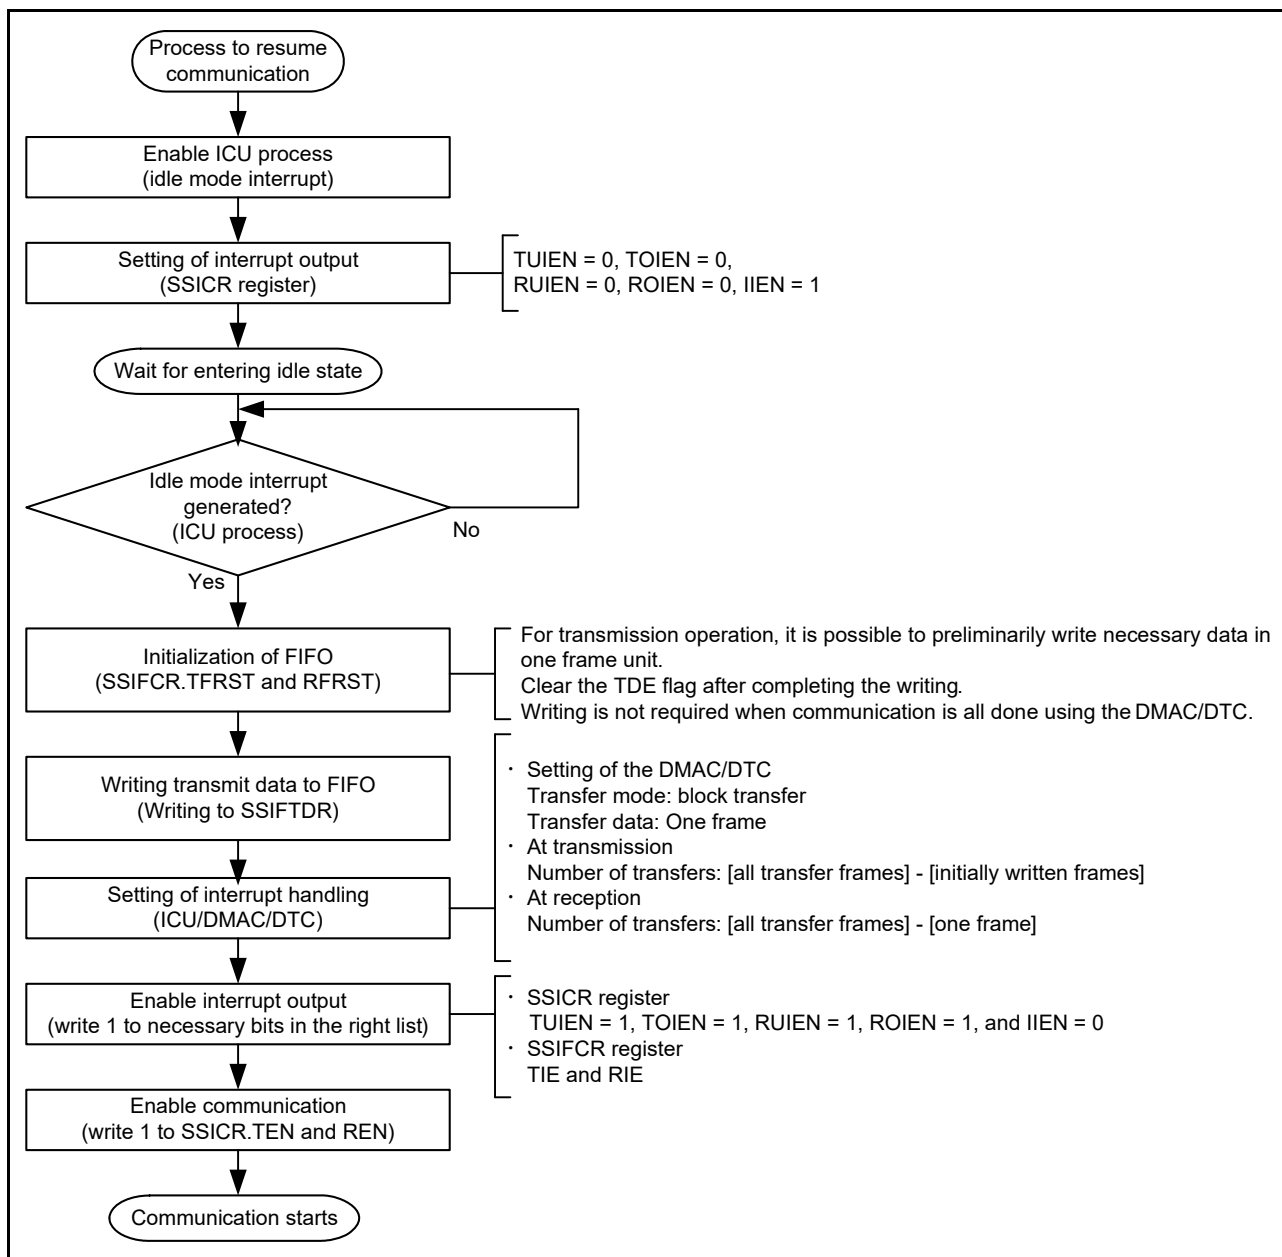 Process to resume
communication
Enable ICU process
(idle mode interrupt)
Setting of interrupt output
(SSICR register)
TUIEN = 0, TOIEN = 0,
RUIEN = 0, ROIEN = 0, IIEN = 1
Wait for entering idle state
Idle mode interrupt
generated?
(ICU process)
No
Yes
Initialization of FIFO
(SSIFCR.TFRST and RFRST)
For transmission operation, it is possible to preliminarily write necessary data in
one frame unit.
Clear the TDE flag after completing the writing.
Writing is not required when communication is all done using the DMAC/DTC.
Writing transmit data to FIFO
(Writing to SSIFTDR)
Setting of interrupt handling
(ICU/DMAC/DTC)
・ Setting of the DMAC/DTC
Transfer mode: block transfer
Transfer data: One frame
・ At transmission
Number of transfers: [all transfer frames] - [initially written frames]
・ At reception
Number of transfers: [all transfer frames] - [one frame]
Enable interrupt output
(write 1 to necessary bits in the right list)
・ SSICR register
TUIEN = 1, TOIEN = 1, RUIEN = 1, ROIEN = 1, and IIEN = 0
・ SSIFCR register
TIE and RIE
Enable communication
(write 1 to SSICR.TEN and REN)
Communication starts